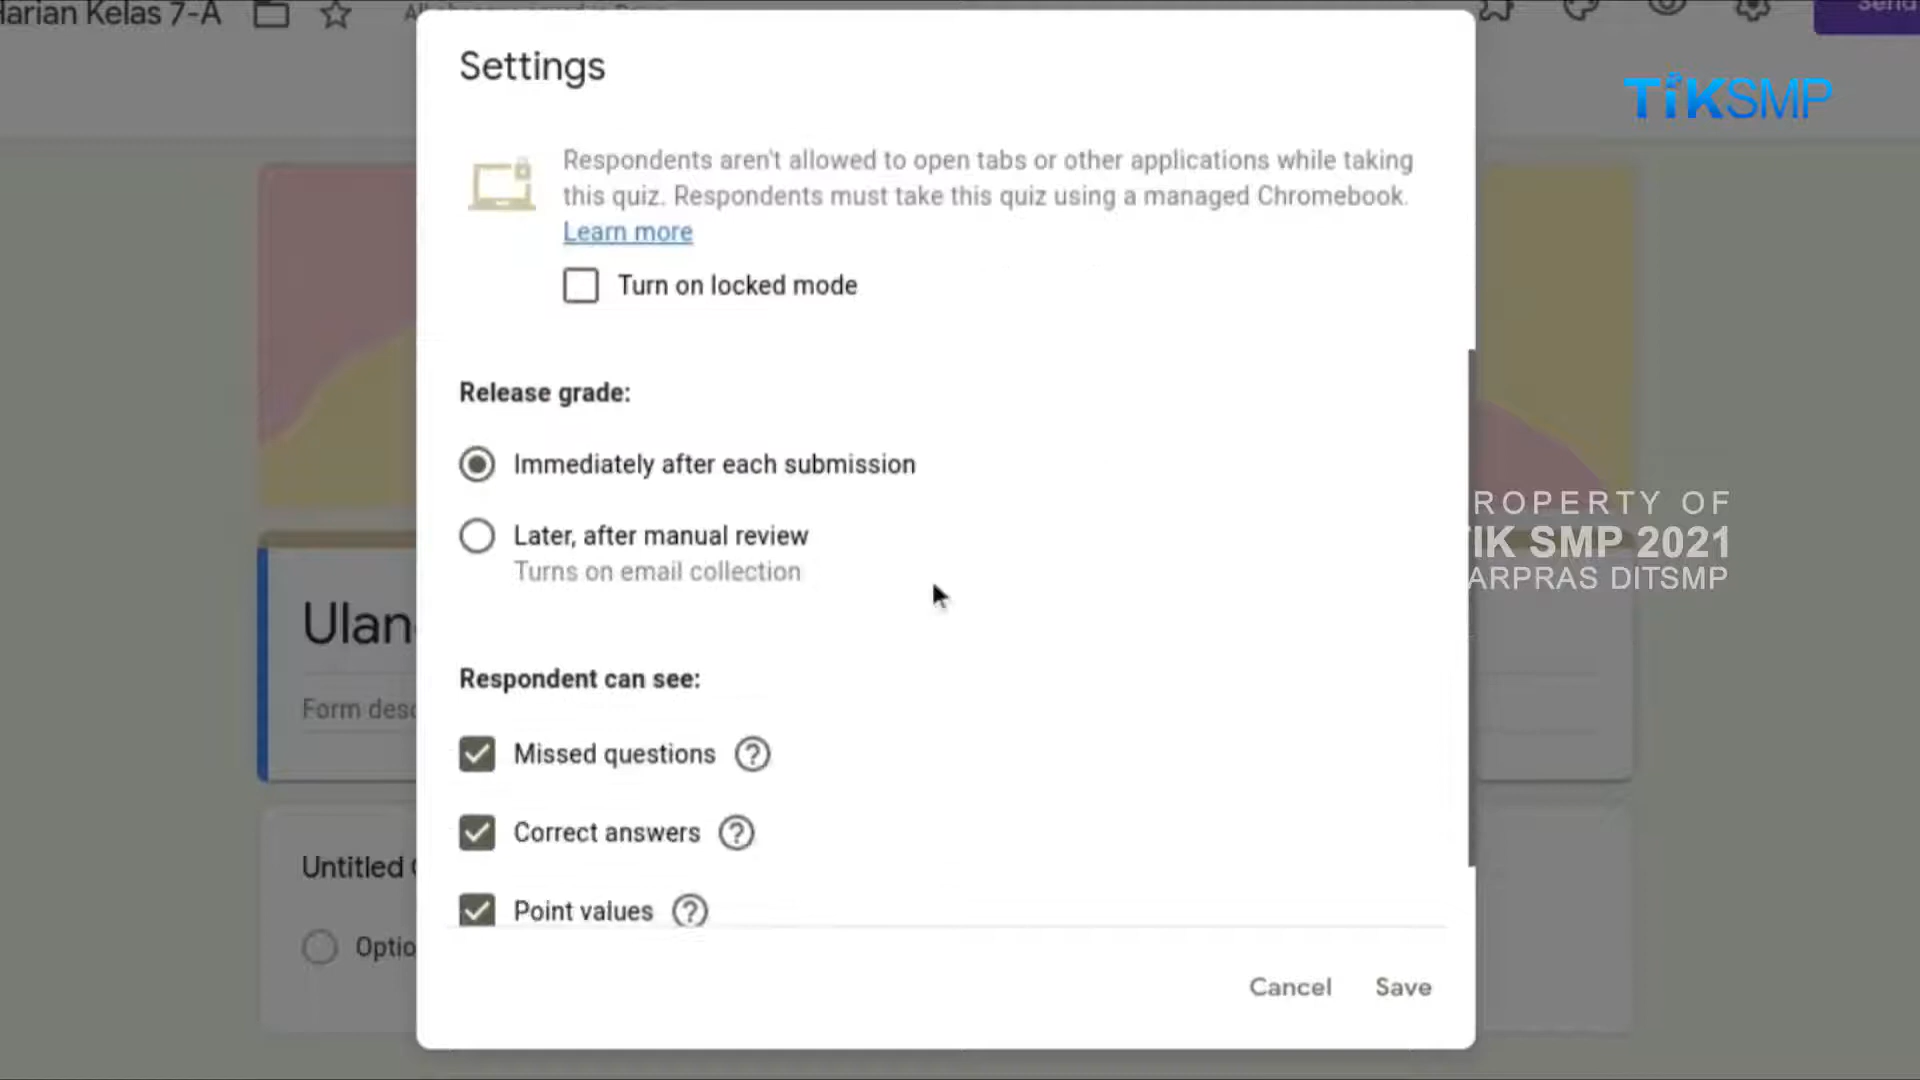 Harian Kelas 7-A
Send
Settings
TiKSMP
Respondents aren't allowed to open tabs or other applications while taking
this quiz. Respondents must take this quiz using a managed Chromebook.
Learn more
Turn on locked mode
Release grade:
Immediately after each submission
Later, after manual review
Turns on email collection
ROPERTY OF
IK SMP 2021
ARPRAS DITSMP
Ulan
Form desc
Respondent can see:
Missed questions
Correct answers
Point values
Untitled
Optio
Cancel
Save